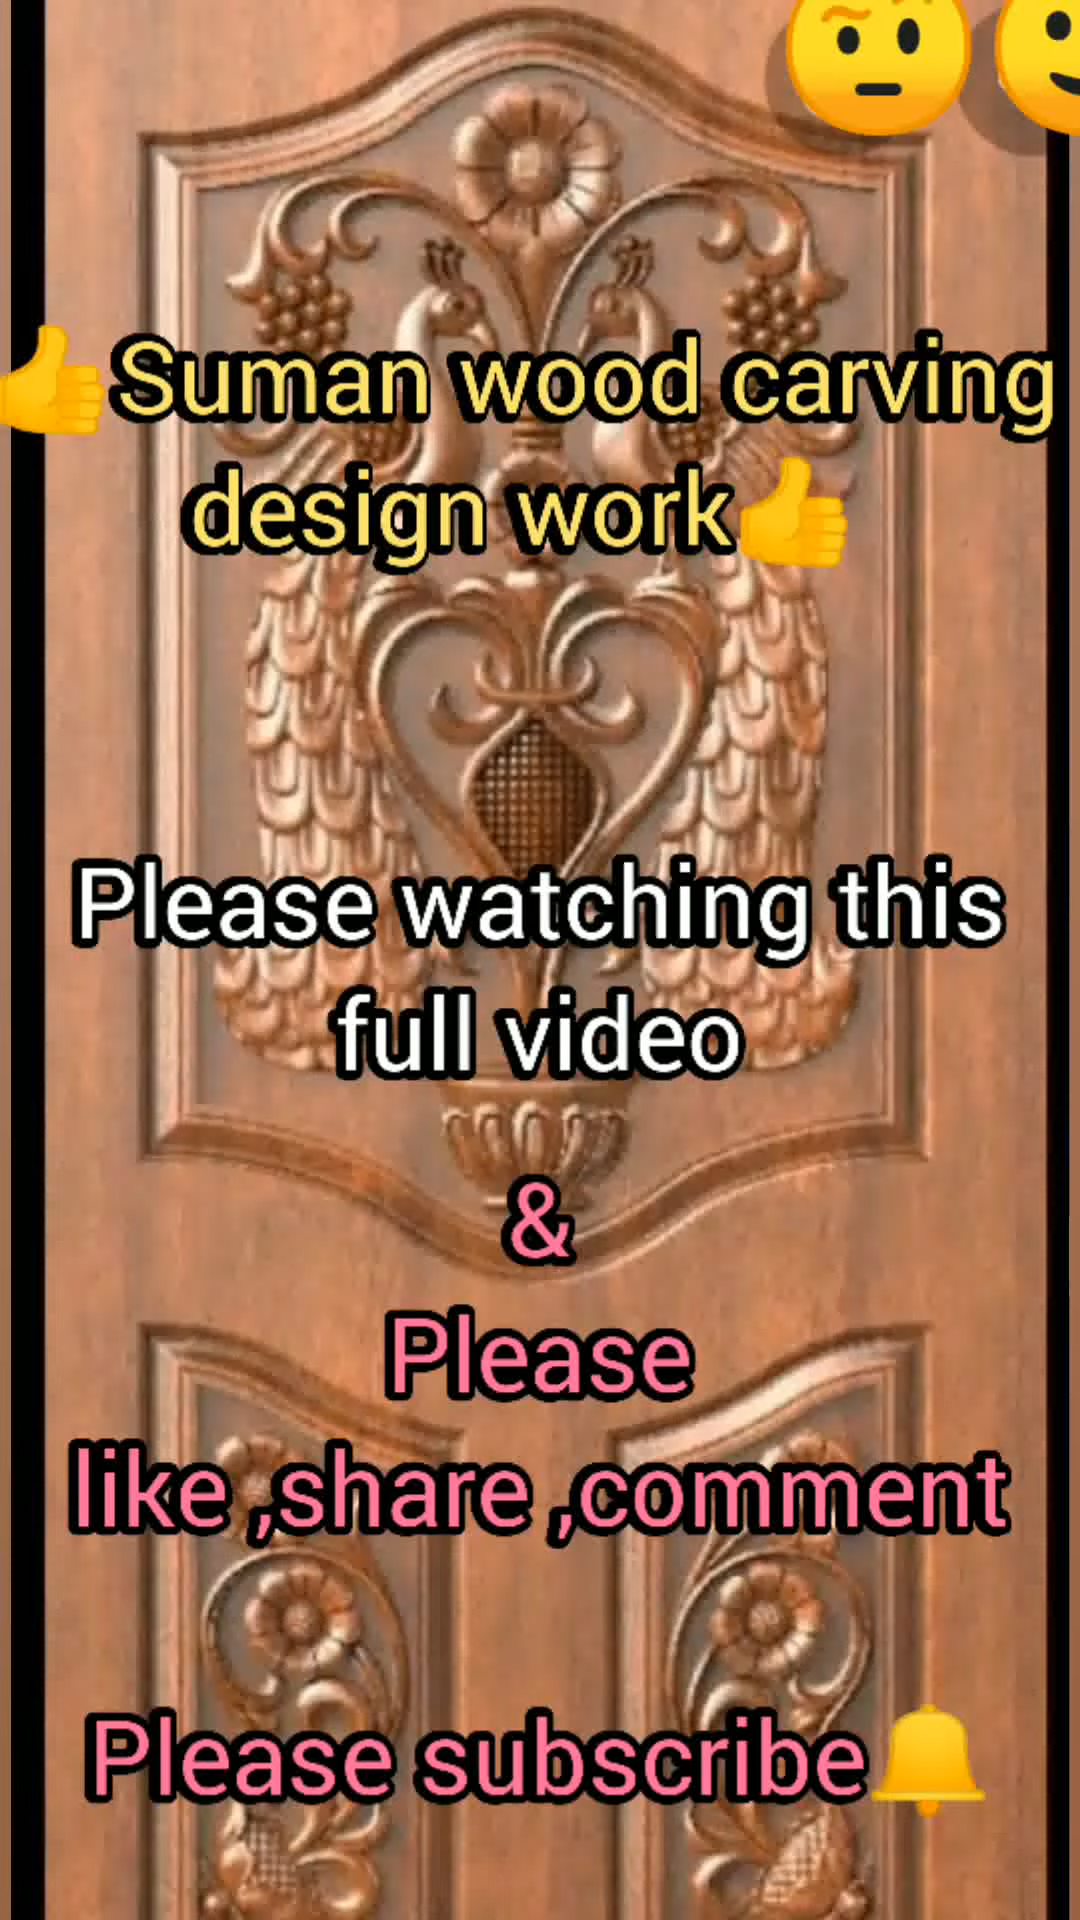 👍Suman wood carving
design work👍
Please watching this
full video
&
Please
like ,share ,comment
Please subscribe🔔